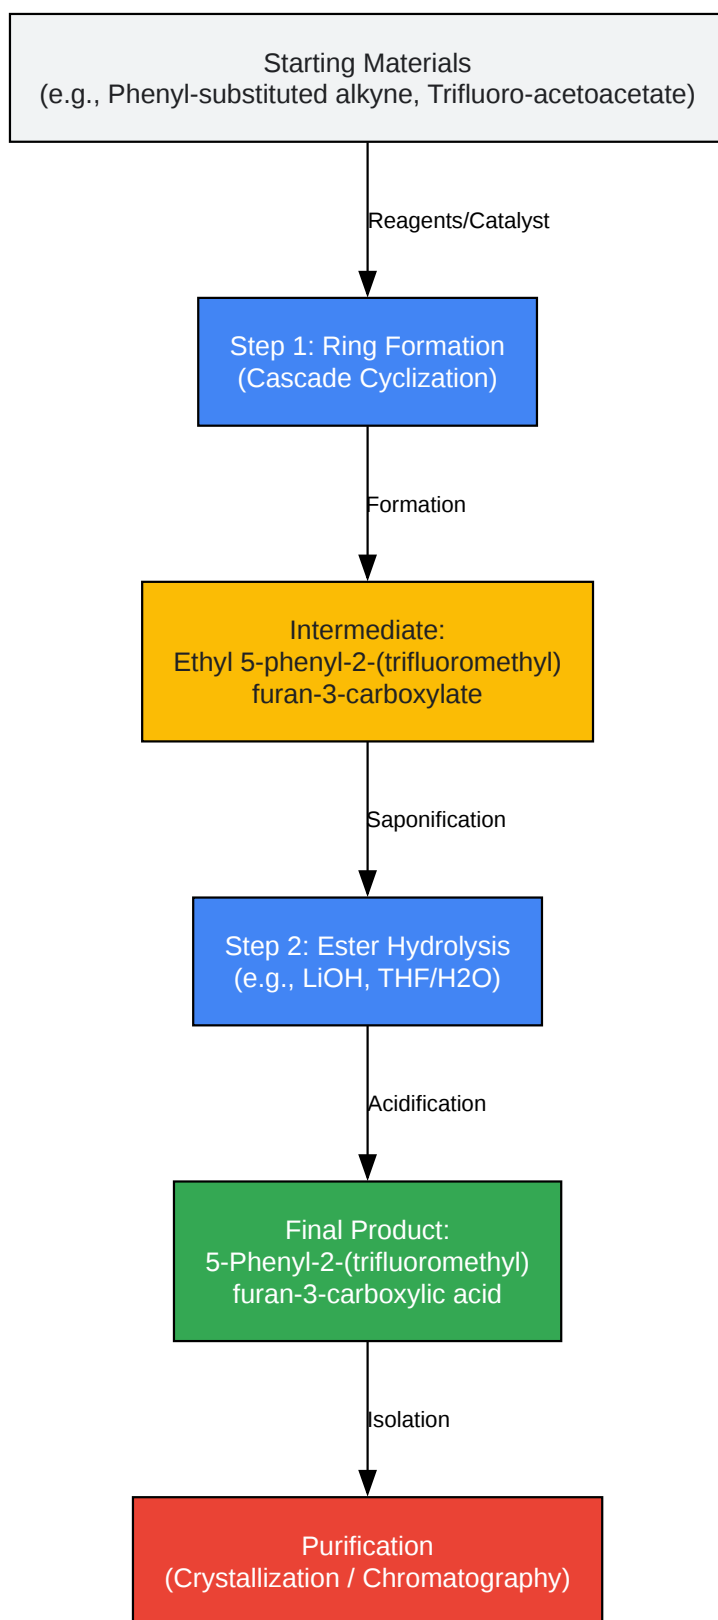 Starting Materials
(e.g., Phenyl-substituted alkyne, Trifluoro-acetoacetate)
Reagents/Catalyst
Step 1: Ring Formation
(Cascade Cyclization)
Formation
Intermediate:
Ethyl 5-phenyl-2-(trifluoromethyl)
furan-3-carboxylate
Saponification
Step 2: Ester Hydrolysis
(e.g., LiOH, THF/H2O)
Acidification
Final Product:
5-Phenyl-2-(trifluoromethyl)
furan-3-carboxylic acid
Isolation
Purification
(Crystallization / Chromatography)